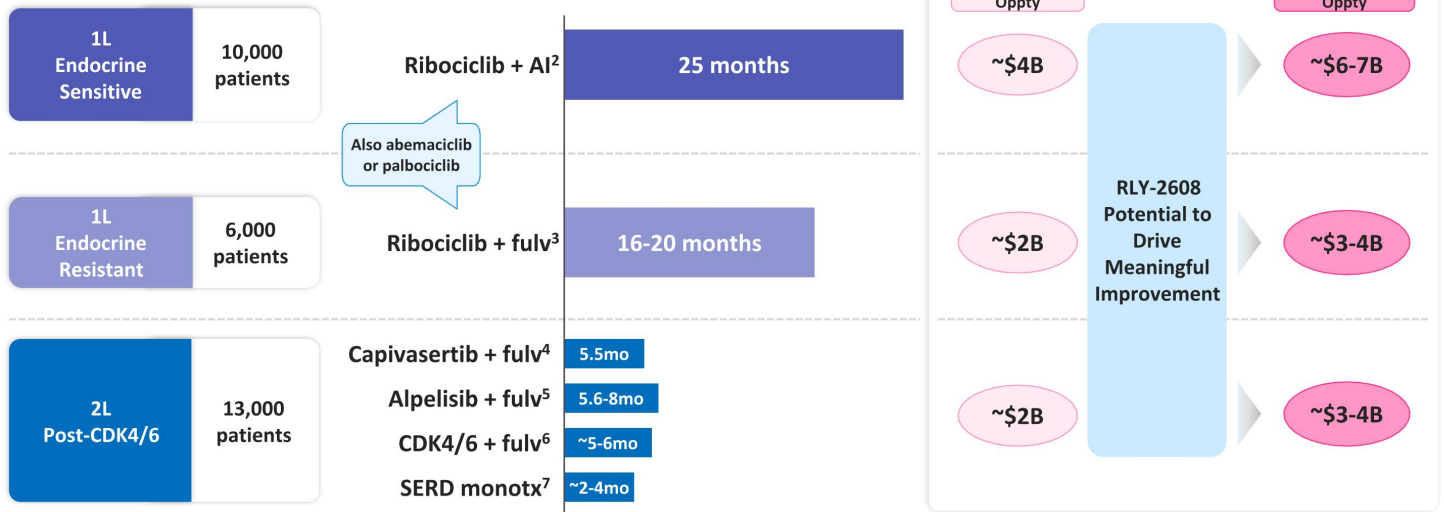 Oppty
Oppty
1L
Endocrine
Sensitive
10,000
patients
Ribociclib + AI²
25 months
~$4B
~$6-7B
Also abemaciclib
or palbociclib
1L
Endocrine
Resistant
6,000
patients
Ribociclib + fulv³
16-20 months
~$2B
RLY-2608
Potential to
Drive
Meaningful
Improvement
~$3-4B
2L
Post-CDK4/6
13,000
patients
Capivasertib + fulv⁴
5.5mo
Alpelisib + fulv⁵
5.6-8mo
CDK4/6 + fulv⁶
~5-6mo
SERD monotx⁷
~2-4mo
~$2B
~$3-4B